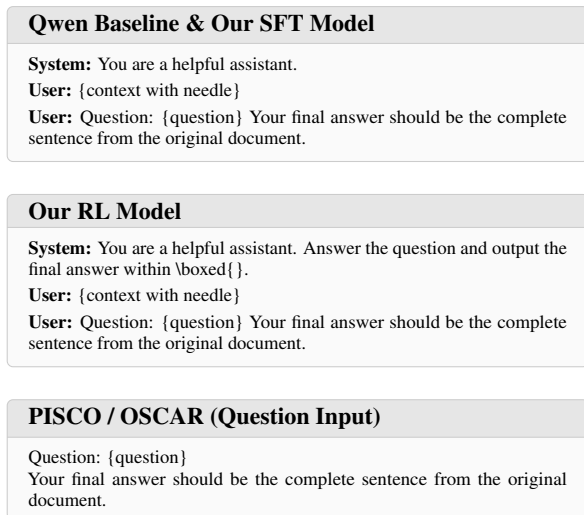 Qwen Baseline & Our SFT Model
System: You are a helpful assistant.
User: {context with needle}
User: Question: {question} Your final answer should be the complete
sentence from the original document.
Our RL Model
System: You are a helpful assistant. Answer the question and output the
final answer within \boxed{}.
User: {context with needle}
User: Question: {question} Your final answer should be the complete
sentence from the original document.
PISCO / OSCAR (Question Input)
Question: {question}
Your final answer should be the complete sentence from the original
document.